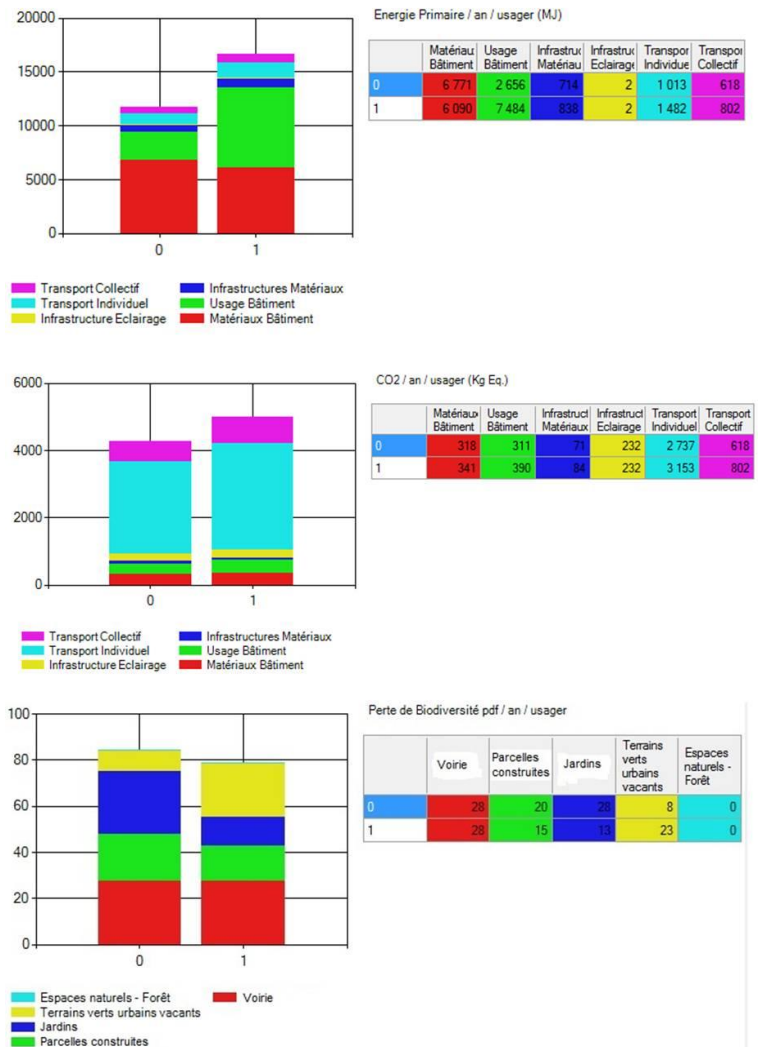 Energie Primaire / an / usager (MJ)
20000
15000
10000
5000
0
0 1
Matériau Usage Infrastruc Infrastruc Transpor Transpor
Bâtiment Bâtiment Matériau Eclairage Individue Collectif
0 6 771 2 656 714 2 1 013 618
1 6 090 7 484 838 2 1 482 802
Transport Collectif Infrastructures Matériaux
Transport Individuel Usage Bâtiment
Infrastructure Eclairage Matériaux Bâtiment
CO2 / an / usager (Kg Eq.)
6000
4000
2000
0
0 1
Matériaux Usage Infrastruct Infrastruct Transport Transport
Bâtiment Bâtiment Matériaux Eclairage Individuel Collectif
0 318 311 71 232 2 737 618
1 341 390 84 232 3 153 802
Transport Collectif Infrastructures Matériaux
Transport Individuel Usage Bâtiment
Infrastructure Eclairage Matériaux Bâtiment
Perte de Biodiversité pdf / an / usager
100
80
60
40
20
0
0 1
Voirie Parcelles construites Jardins Terrains verts urbains vacants Espaces naturels - Forêt
0 28 20 28 8 0
1 28 15 13 23 0
Espaces naturels - Forêt Voirie
Terrains verts urbains vacants
Jardins
Parcelles construites